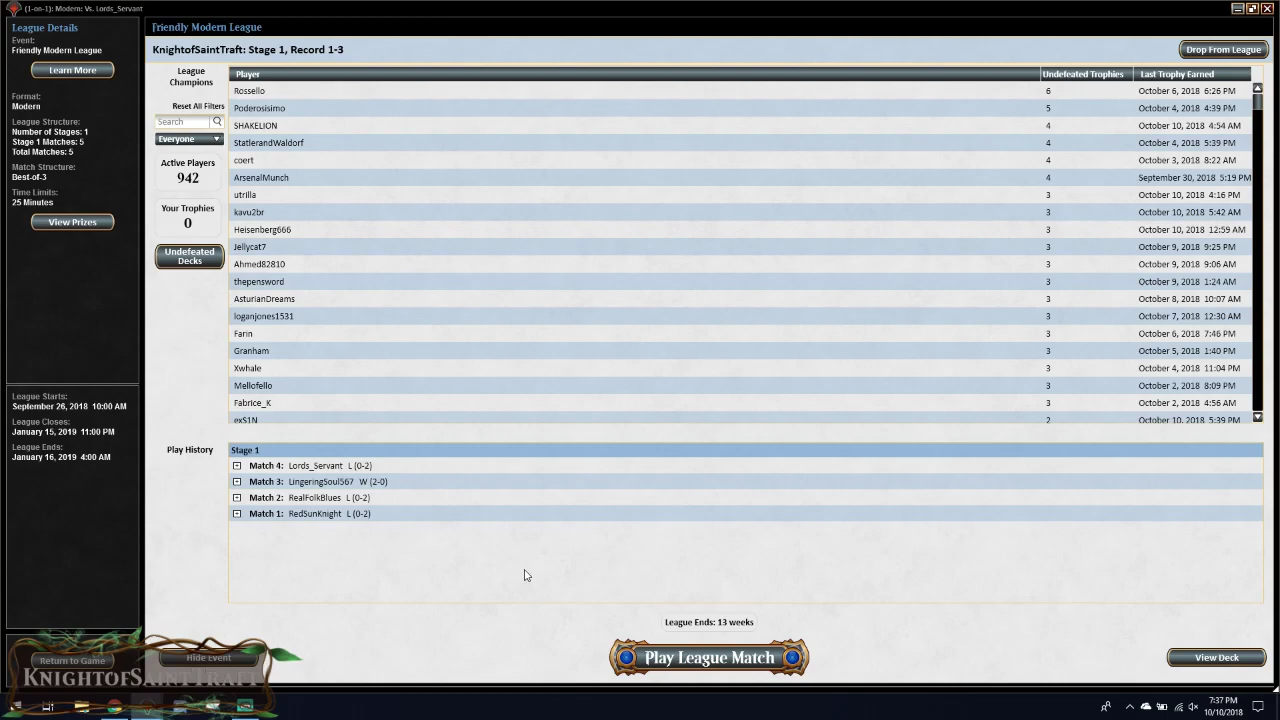 (1-on-1): Modern: Vs. Lords_Servant
League Details
Event:
Friendly Modern League
Learn More
Format:
Modern
League Structure:
Number of Stages: 1
Stage 1 Matches: 5
Total Matches: 5
Match Structure:
Best-of-3
Time Limits:
25 Minutes
View Prizes
League Starts:
September 26, 2018 10:00 AM
League Closes:
January 15, 2019 11:00 PM
League Ends:
January 16, 2019 4:00 AM
Return to Game
Friendly Modern League
KnightofSaintTraft: Stage 1, Record 1-3
Drop From League
League
Champions
Reset All Filters
Search
Everyone
Active Players
942
Your Trophies
0
Undefeated
Decks
Player Undefeated Trophies Last Trophy Earned
Rossello 6 October 6, 2018 6:26 PM
Poderosisimo 5 October 4, 2018 4:39 PM
SHAKELION 4 October 10, 2018 4:54 AM
StatlerandWaldorf 4 October 4, 2018 5:39 PM
coert 4 October 3, 2018 8:22 AM
ArsenalMunch 4 September 30, 2018 5:19 PM
utrilla 3 October 10, 2018 4:16 PM
kavu2br 3 October 10, 2018 5:42 AM
Heisenberg666 3 October 10, 2018 12:59 AM
Jellycat7 3 October 9, 2018 9:25 PM
Ahmed82810 3 October 9, 2018 9:06 AM
thepensword 3 October 9, 2018 1:24 AM
AsturianDreams 3 October 8, 2018 10:07 AM
loganjones1531 3 October 7, 2018 12:30 AM
Farin 3 October 6, 2018 7:46 PM
Granham 3 October 5, 2018 1:40 PM
Xwhale 3 October 4, 2018 11:04 PM
Mellofello 3 October 2, 2018 8:09 PM
Fabrice_K 3 October 2, 2018 4:56 AM
exS1N 2 October 10, 2018 5:39 PM
Play History
Stage 1
Match 4: Lords_Servant L (0-2)
Match 3: LingeringSoul567 W (2-0)
Match 2: RealFolkBlues L (0-2)
Match 1: RedSunKnight L (0-2)
League Ends: 13 weeks
Hide Event
Play League Match
View Deck
KnightofSaintTraft
7:37 PM
10/10/2018